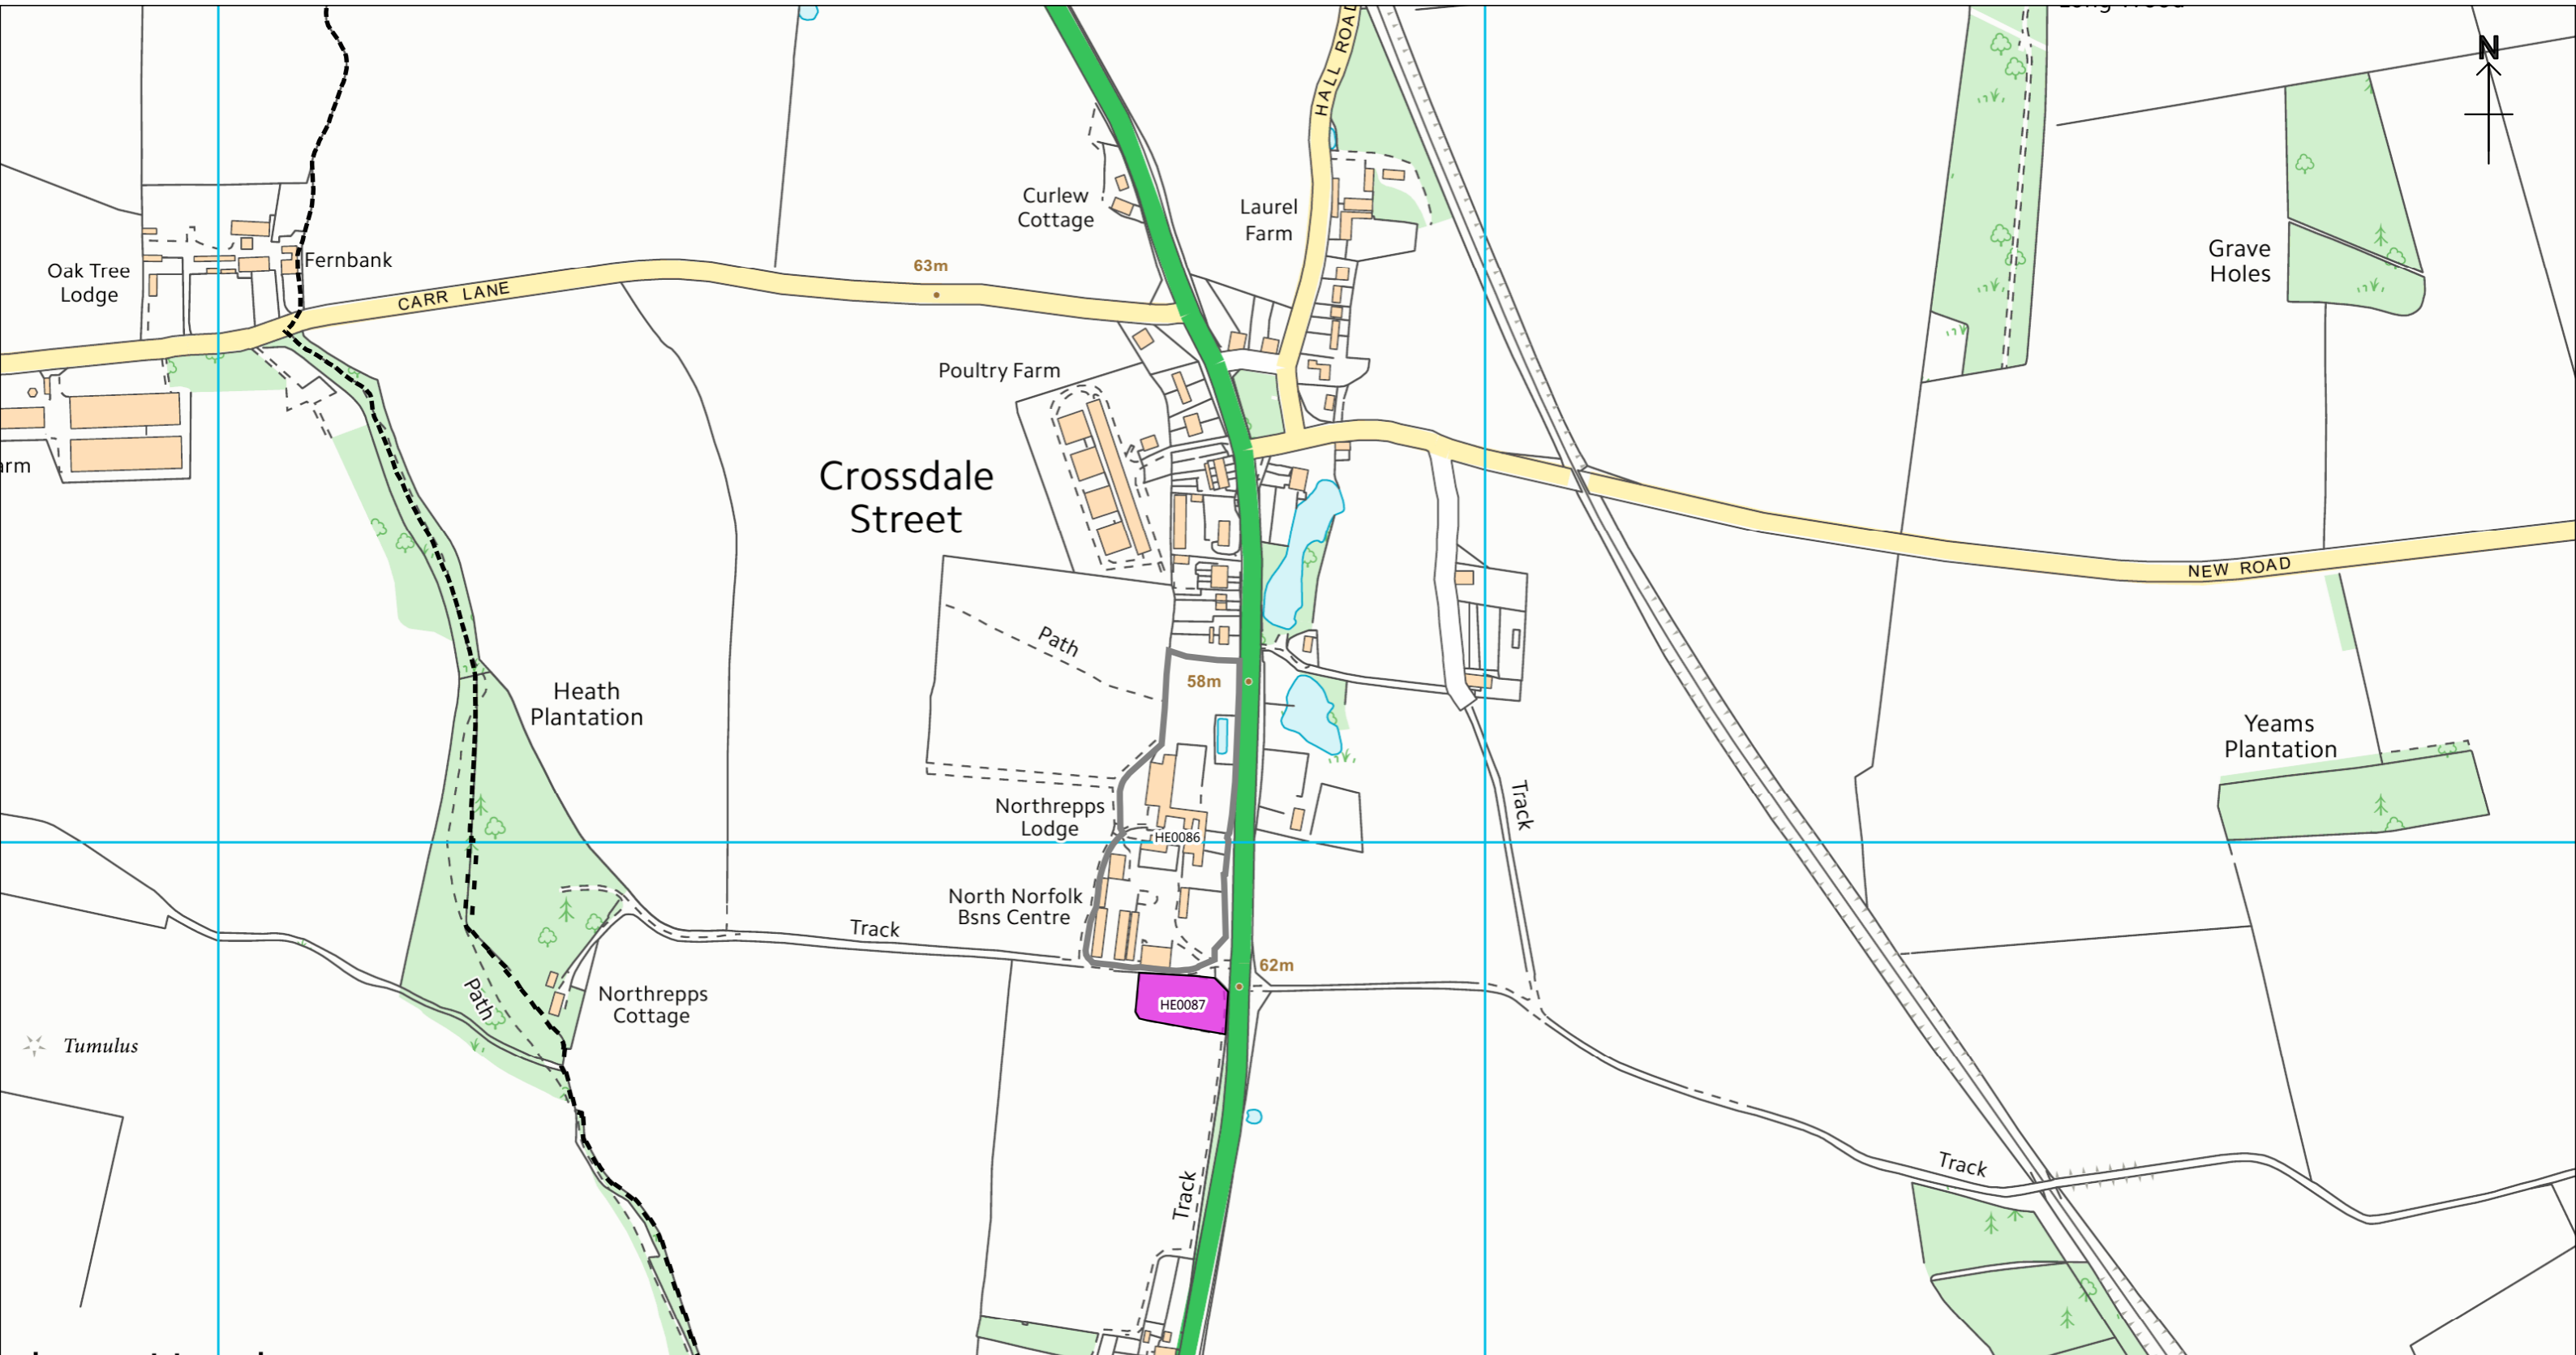 HALL ROAD
N
Curlew
Cottage
Laurel
Farm
Grave
Holes
Fernbank
Oak Tree
Lodge
63m
CARR LANE
Poultry Farm
arm
Crossdale
Street
NEW ROAD
Path
58m
Heath
Plantation
Yeams
Plantation
Northrepps
Lodge
Track
HE0086
North Norfolk
Bsns Centre
Track
62m
Path
Northrepps
Cottage
HE0087
Tumulus
Track
Track